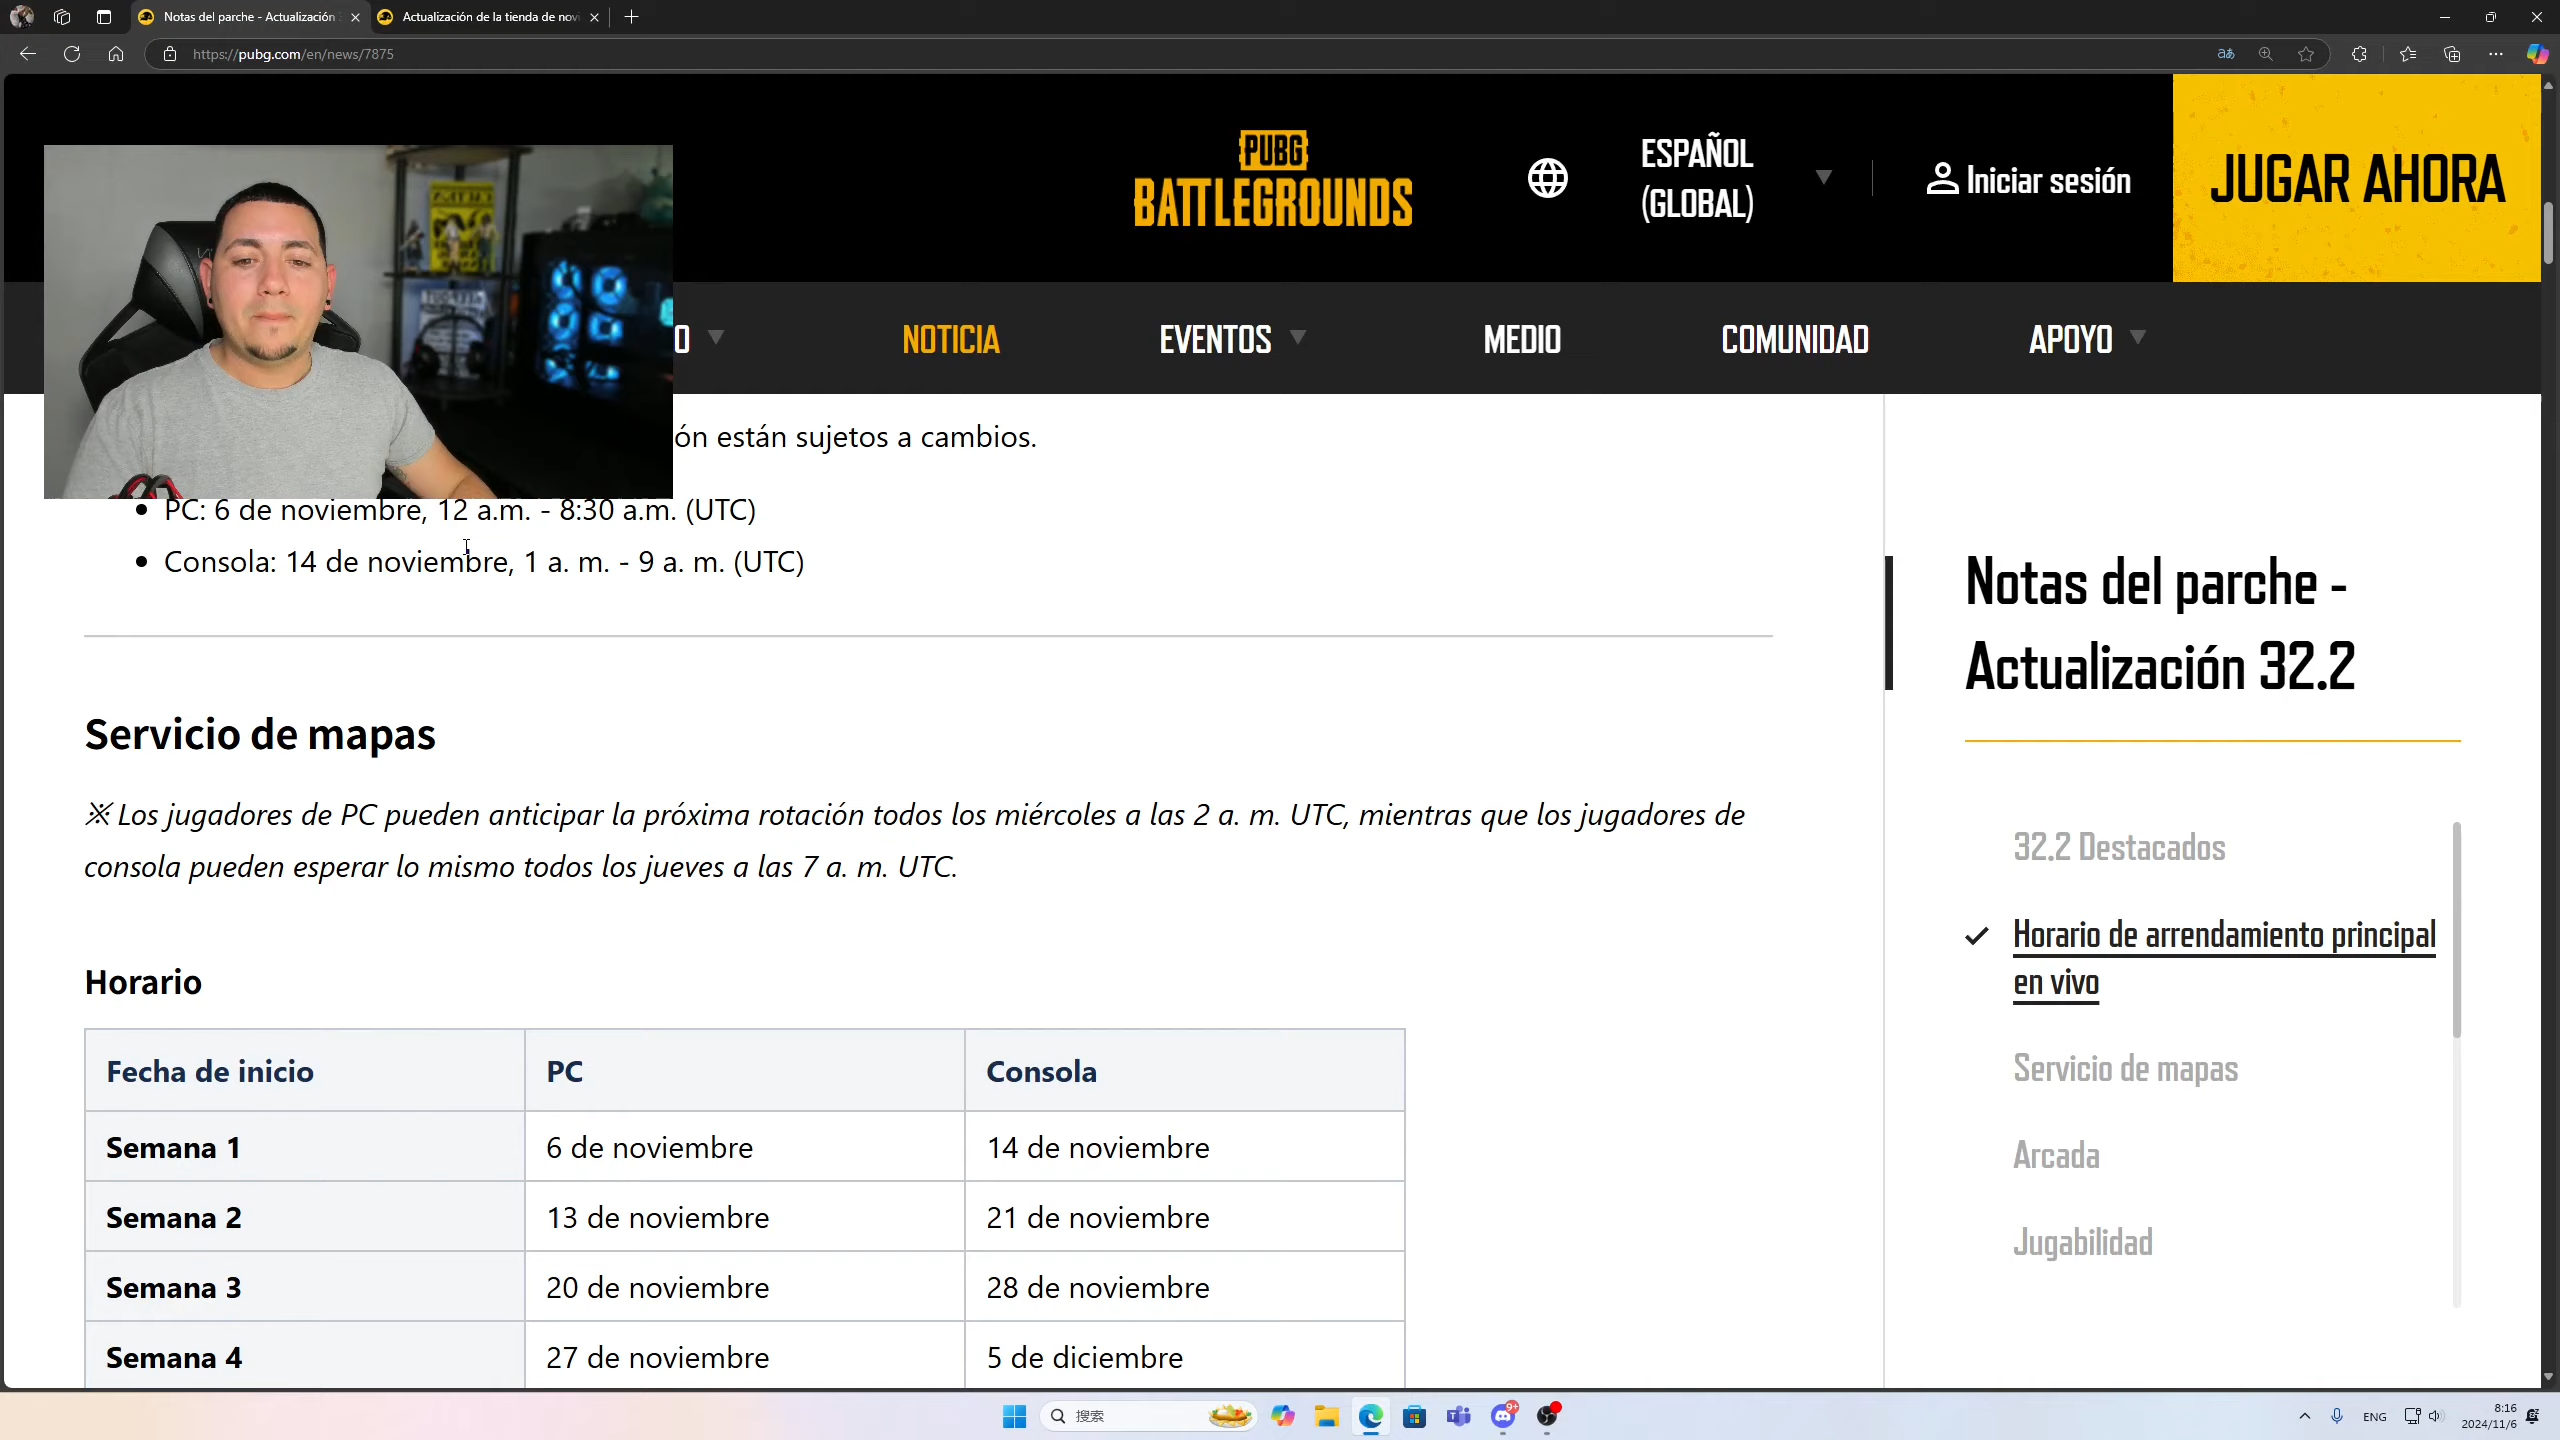 Notas del parche - Actualización 3
Actualización de la tienda de novi
https://pubg.com/en/news/7875
PUBG
BATTLEGROUNDS
ESPAÑOL
(GLOBAL)
Iniciar sesión
JUGAR AHORA
O
NOTICIA
EVENTOS
MEDIO
COMUNIDAD
APOYO
ón están sujetos a cambios.
• PC: 6 de noviembre, 12 a.m. - 8:30 a.m. (UTC)
• Consola: 14 de noviembre, 1 a. m. - 9 a. m. (UTC)
Servicio de mapas
※ Los jugadores de PC pueden anticipar la próxima rotación todos los miércoles a las 2 a. m. UTC, mientras que los jugadores de
consola pueden esperar lo mismo todos los jueves a las 7 a. m. UTC.
Horario
Fecha de inicio PC Consola
Semana 1 6 de noviembre 14 de noviembre
Semana 2 13 de noviembre 21 de noviembre
Semana 3 20 de noviembre 28 de noviembre
Semana 4 27 de noviembre 5 de diciembre
Notas del parche -
Actualización 32.2
32.2 Destacados
Horario de arrendamiento principal
en vivo
Servicio de mapas
Arcada
Jugabilidad
搜索
9+
ENG
8:16
2024/11/6